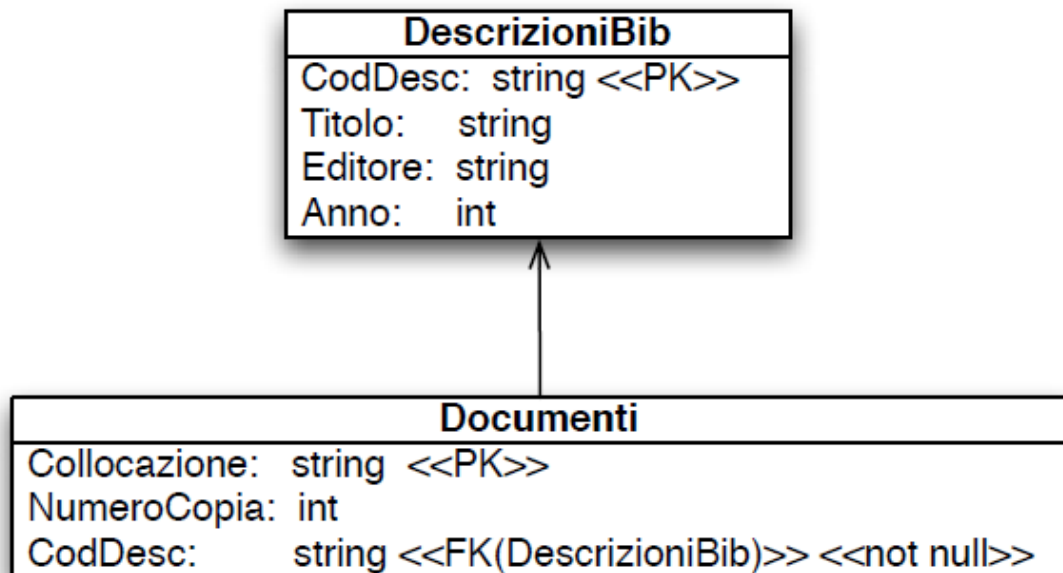 DescrizioniBib
CodDesc: string <<PK>>
Titolo: string
Editore: string
Anno: int
Documenti
Collocazione: string <<PK>>
NumeroCopia: int
CodDesc: string <<FK(DescrizioniBib)>> <<not null>>